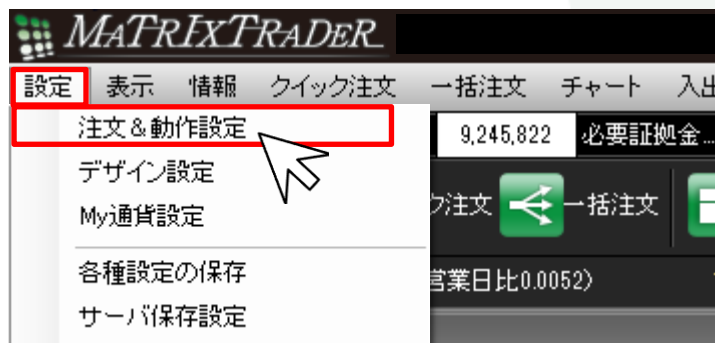 MATRIXTRADER
設定 表示 情報 クイック注文 一括注文 チャート 入出
注文＆動作設定
9,245,822 必要証拠金...
デザイン設定
ク注文 一括注文
My通貨設定
各種設定の保存
営業日比0.0052)
サーバ保存設定